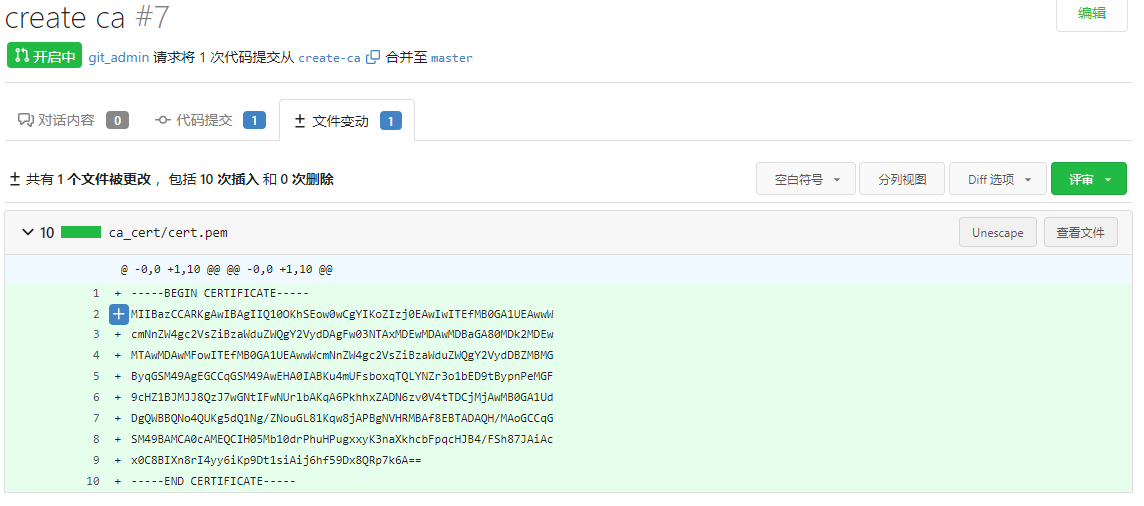 create ca #7
编辑
开启中 git_admin 请求将 1 次代码提交从 create-ca 合并至 master
对话内容 0 代码提交 1 文件变动 1
共有 1 个文件被更改，包括 10 次插入 和 0 次删除
空白符号 分列视图 Diff 选项 评审
10 ca_cert/cert.pem Unescape 查看文件
@ -0,0 +1,10 @@ @@ -0,0 +1,10 @@
1 + -----BEGIN CERTIFICATE-----
2 + MIIBazCCARKgAwIBAgIIQ10OKhSEow0wCgYIKoZIzj0EAwIwITEfMB0GA1UEAwwW
3 + cmNnZW4gc2VsZiBzaWduZWQgY2VydDAgFw03NTAxMDEwMDAwMDBaGA80MDk2MDEw
4 + MTAwMDAwMFowITEfMB0GA1UEAwwWcmNnZW4gc2VsZiBzaWduZWQgY2VydDBZMBMG
5 + ByqGSM49AgEGCCqGSM49AwEHA0IABKu4mUFsboxqTQLYNZr3o1bED9tBypnPeMGF
6 + 9cHZ1BJMJJ8QzJ7wGNtIFwNUrlbAKqA6PkhhxZADN6zv0V4tTDCjMjAwMB0GA1Ud
7 + DgQWBBQNo4QUKg5dQ1Ng/ZNouGL81Kqw8jAPBgNVHRMBAf8EBTADAQH/MAoGCCqG
8 + SM49BAMCA0cAMEQCIH05Mb10drPhuHPugxxyK3naXkhcbFpqcHJB4/FSh87JAiAc
9 + x0C8BIXn8rI4yy6iKp9Dt1siAij6hf59Dx8QRp7k6A==
10 + -----END CERTIFICATE-----